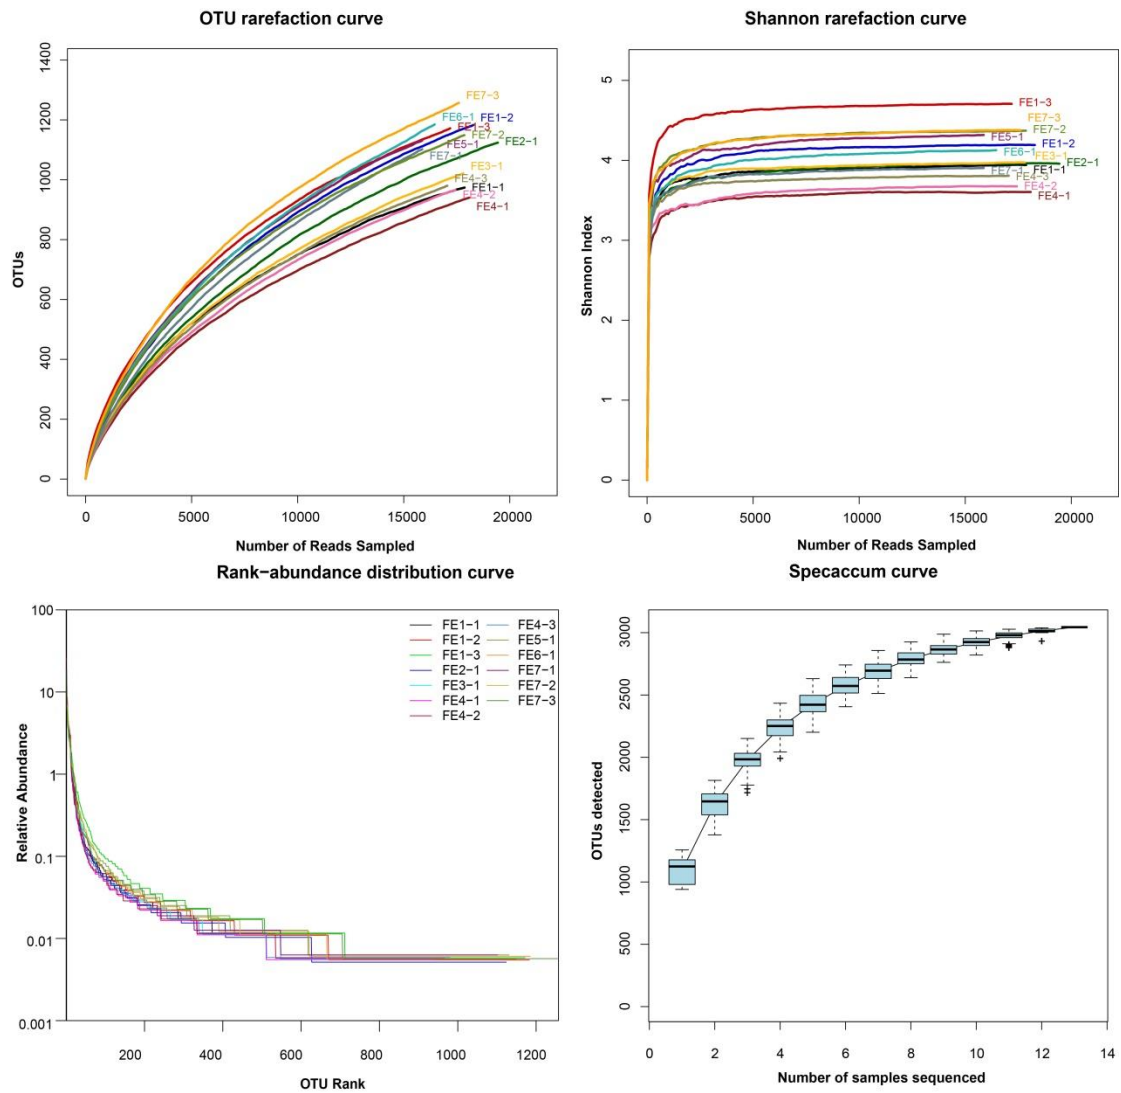 OTU rarefaction curve
Shannon rarefaction curve
OTUs
1400
1200
1000
800
600
400
200
0
FE7−3
FE6−1
FE1−2
FE1−3
FE7−2
FE2−1
FE5−1
FE7−1
FE3−1
FE4−3
FE1−1
FE4−2
FE4−1
0 5000 10000 15000 20000
Number of Reads Sampled
Shannon Index
5
4
3
2
1
0
FE1−3
FE7−3
FE7−2
FE5−1
FE1−2
FE6−1
FE3−1
FE2−1
FE7−1
FE1−1
FE4−3
FE4−2
FE4−1
0 5000 10000 15000 20000
Number of Reads Sampled
Rank−abundance distribution curve
Specaccum curve
Relative Abundance
100
10
1
0.1
0.01
0.001
FE1−1 FE4−3
FE1−2 FE5−1
FE1−3 FE6−1
FE2−1 FE7−1
FE3−1 FE7−2
FE4−1 FE7−3
FE4−2
200 400 600 800 1000 1200
OTU Rank
OTUs detected
3000
2500
2000
1500
1000
500
0
0 2 4 6 8 10 12 14
Number of samples sequenced